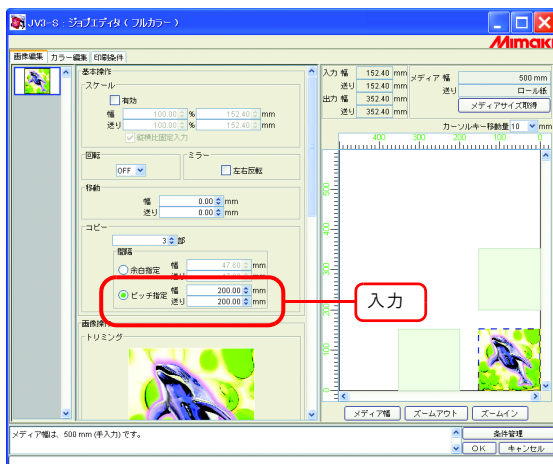 JV3-S：ジョブエディタ（フルカラー）
Mimaki
画像編集 カラー編集 印刷条件
基本操作
スケール
有効
幅 100.00 % 152.40 mm
送り 100.00 % 152.40 mm
縦横比固定入力
回転
OFF
ミラー
左右反転
移動
幅 0.00 mm
送り 0.00 mm
コピー
3 部
間隔
余白指定 幅 47.60 mm
送り mm
ピッチ指定 幅 200.00 mm
送り 200.00 mm
入力
画像操作
トリミング
入力 幅 152.40 mm
送り 152.40 mm
出力 幅 352.40 mm
送り 352.40 mm
メディア 幅 500 mm
送り ロール紙
メディアサイズ取得
カーソルキー移動量 10 mm
400 300 200 100 0
メディア幅 ズームアウト ズームイン
メディア幅は、500 mm (手入力) です。
条件管理
OK キャンセル